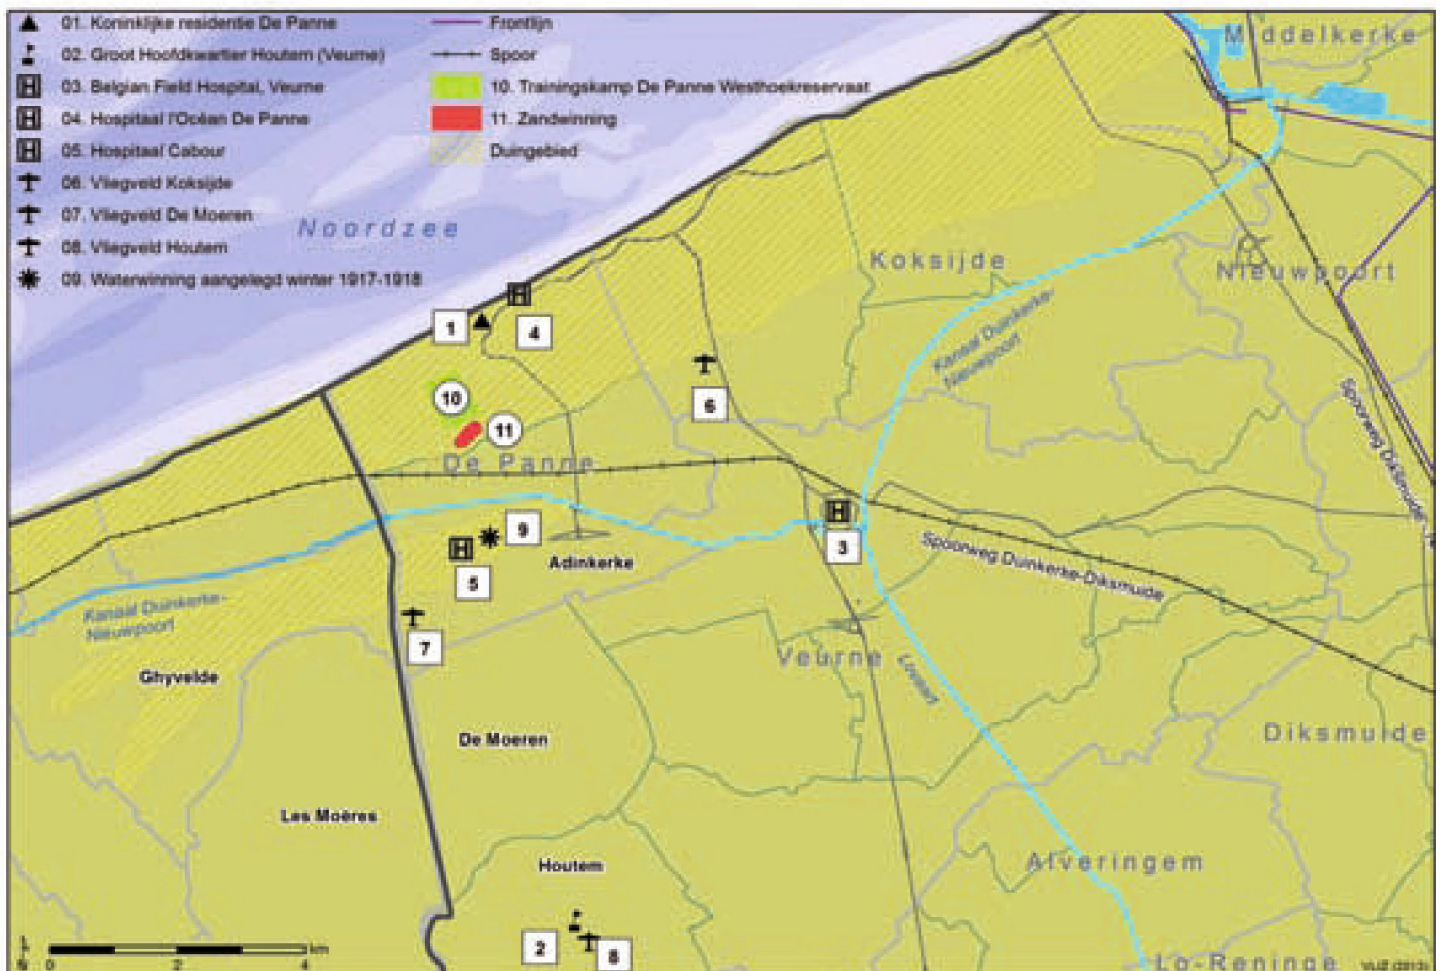 01. Koninklijke residentie De Panne
02. Groot Hoofdkwartier Houtem (Veurne)
03. Belgian Field Hospital, Veurne
04. Hospitaal l'Océan De Panne
05. Hospitaal Cabour
06. Vliegveld Koksijde
07. Vliegveld De Moeren
08. Vliegveld Houtem
09. Waterwinning aangelegd winter 1917-1918
Frontlijn
Spoor
10. Trainingskamp De Panne Westhoekreservaat
11. Zandwinning
Duingebied
Middelkerke
Noordzee
Koksijde
Nieuwpoort
H
1
4
Kanaal Duinkerke-
Nieuwpoort
6
10
11
De Panne
Spoorweg Diksmuide
H
9
3
H
5
Adinkerke
Spoorweg Duinkerke-Diksmuide
Kanaal Duinkerke-
Nieuwpoort
7
Veurne
Lovaart
Ghyvelde
De Moeren
Diksmuide
Les Moëres
Houtem
Alveringem
2
8
km
0 2 4
Lo-Reninge